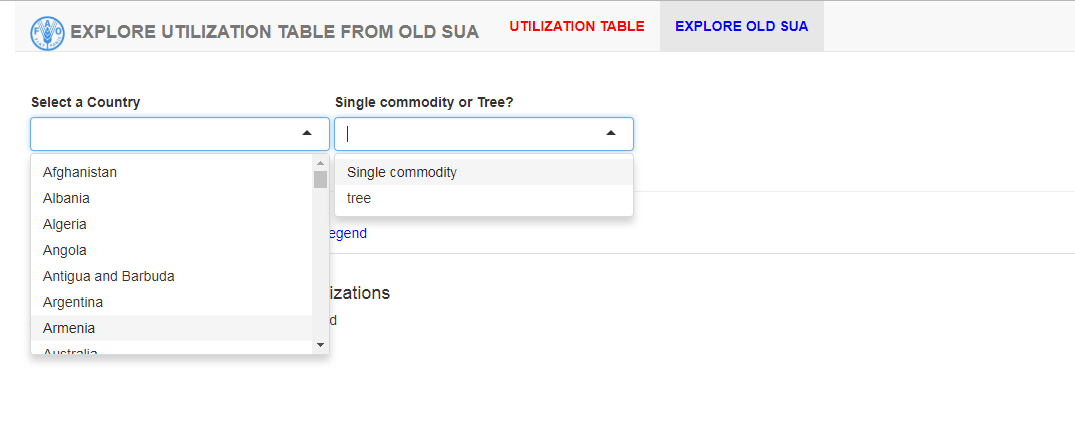 EXPLORE UTILIZATION TABLE FROM OLD SUA
UTILIZATION TABLE
EXPLORE OLD SUA
Select a Country
Single commodity or Tree?
Afghanistan
Albania
Algeria
Angola
Antigua and Barbuda
Argentina
Armenia
Australia
Single commodity
tree
egend
izations
d